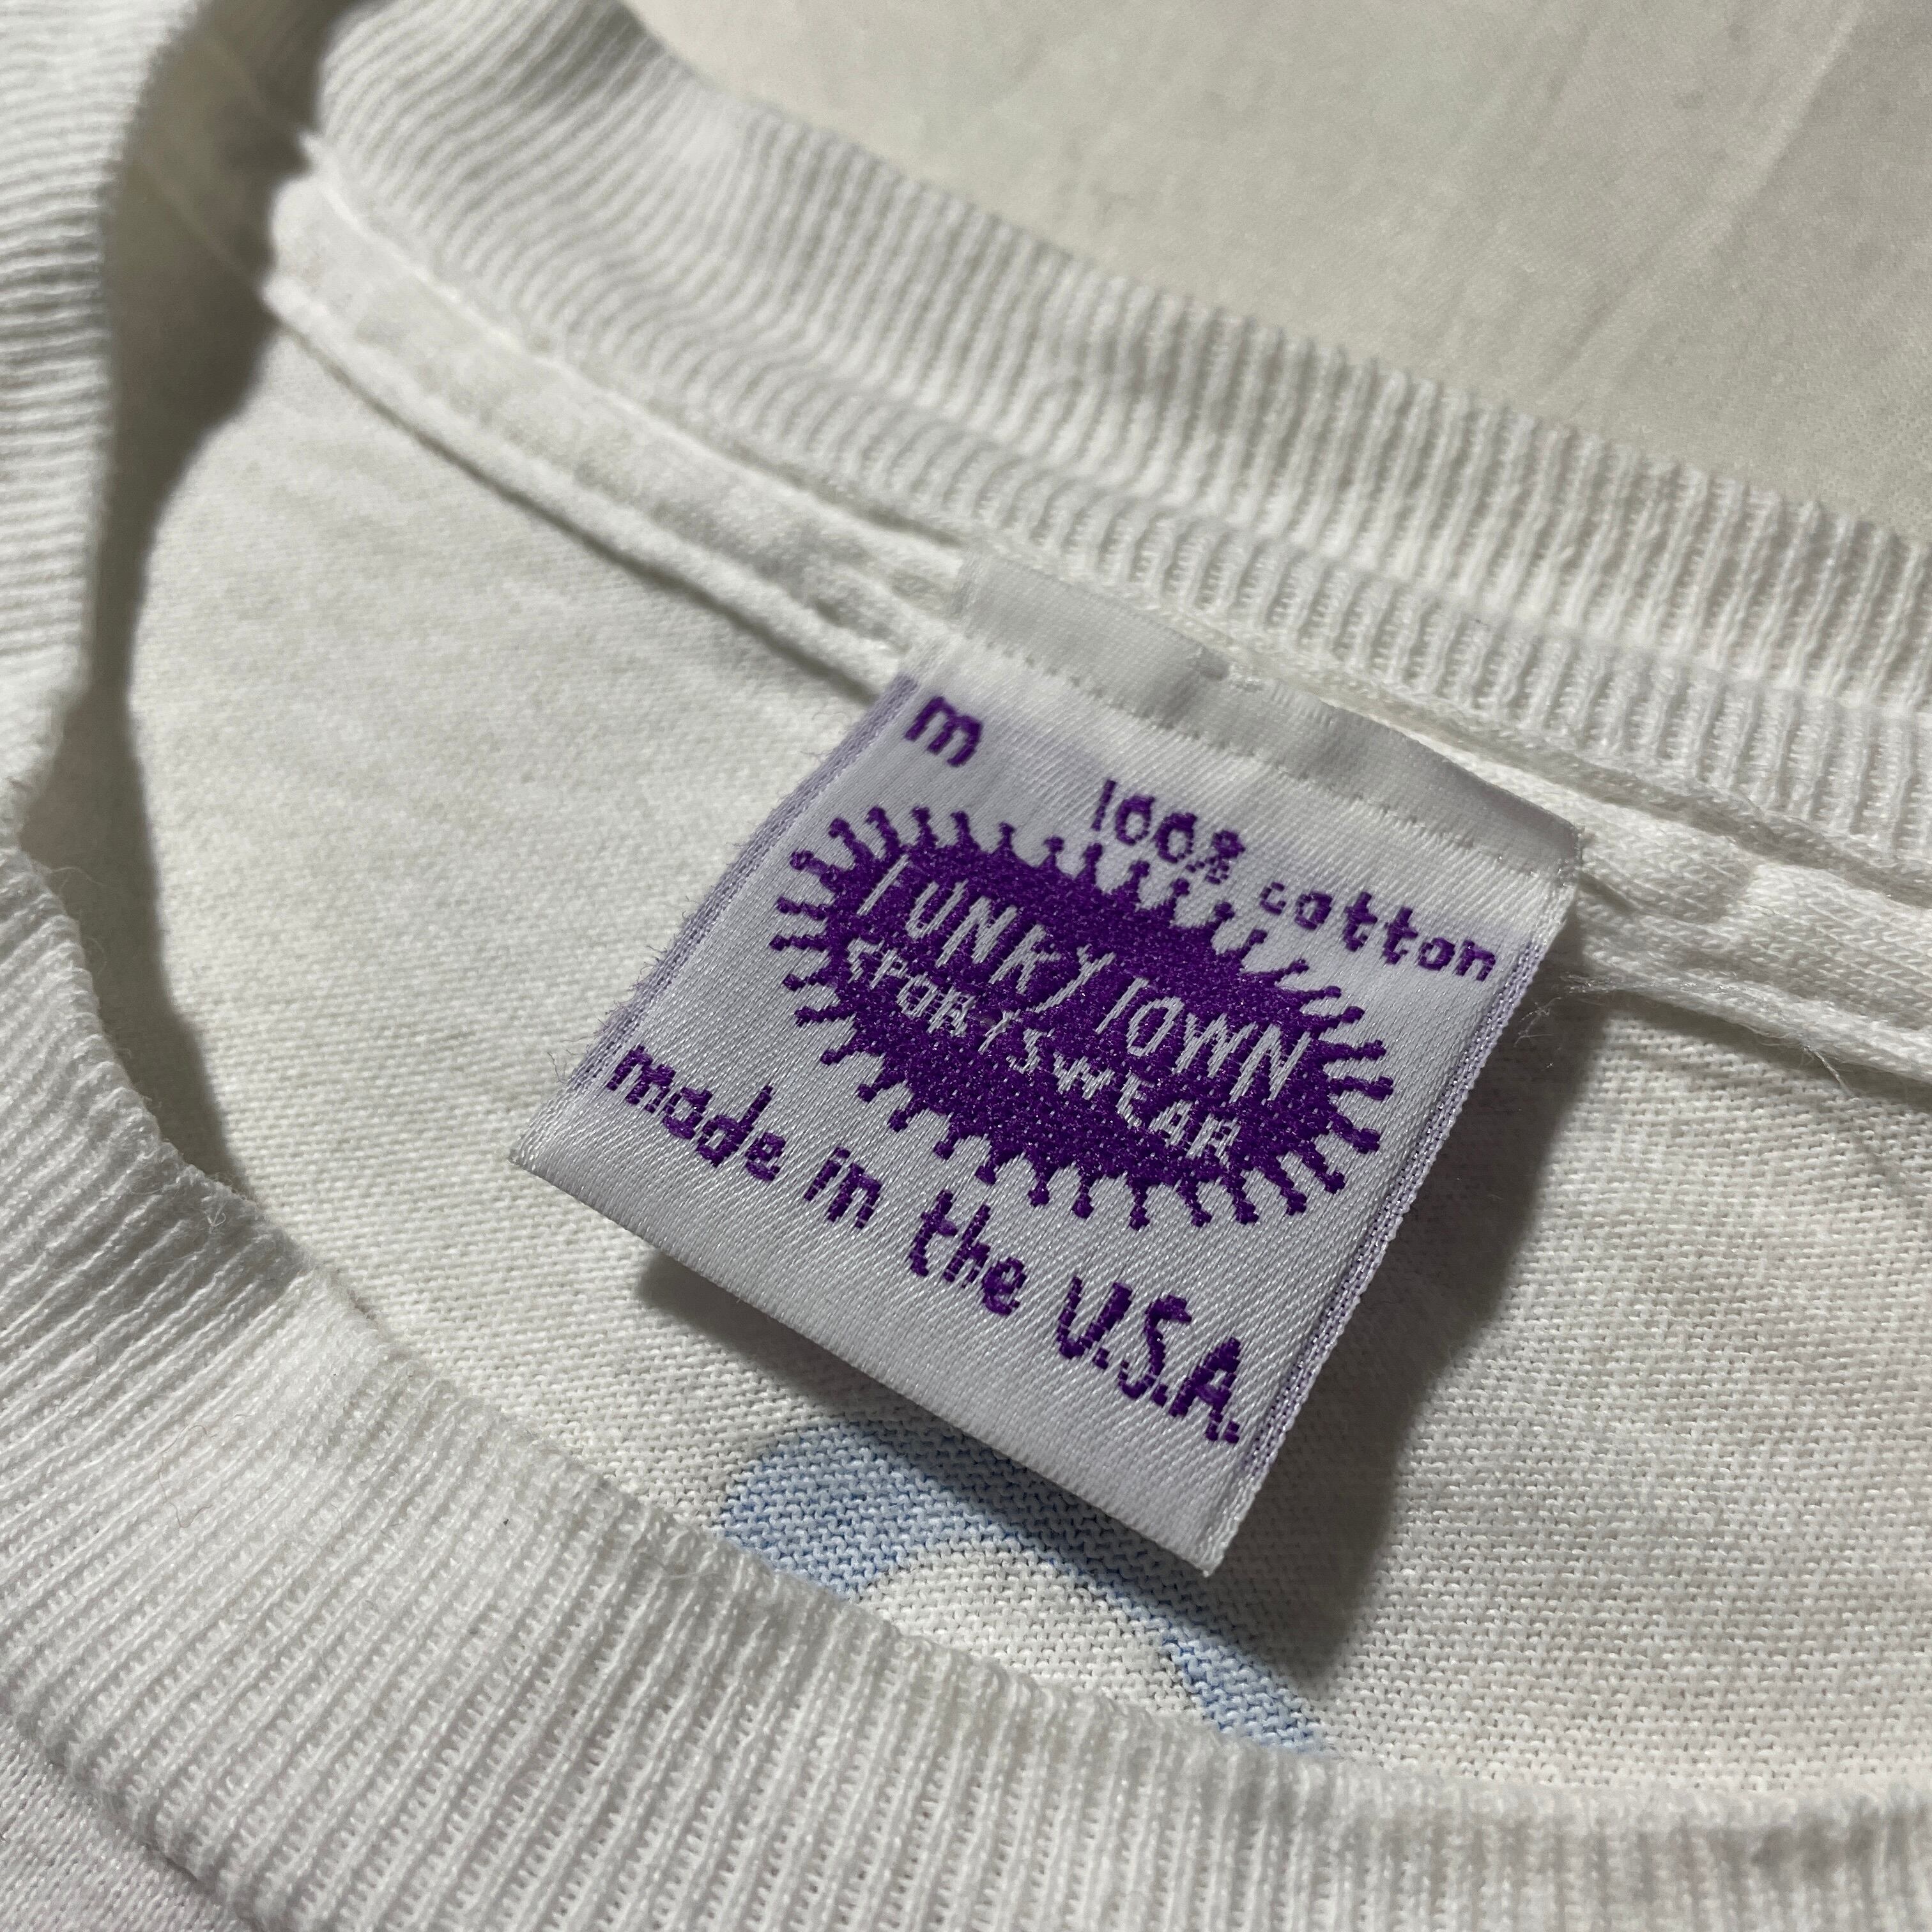 m
100% cotton
FUNKY TOWN
SPORTSWEAR
made in the U.S.A.